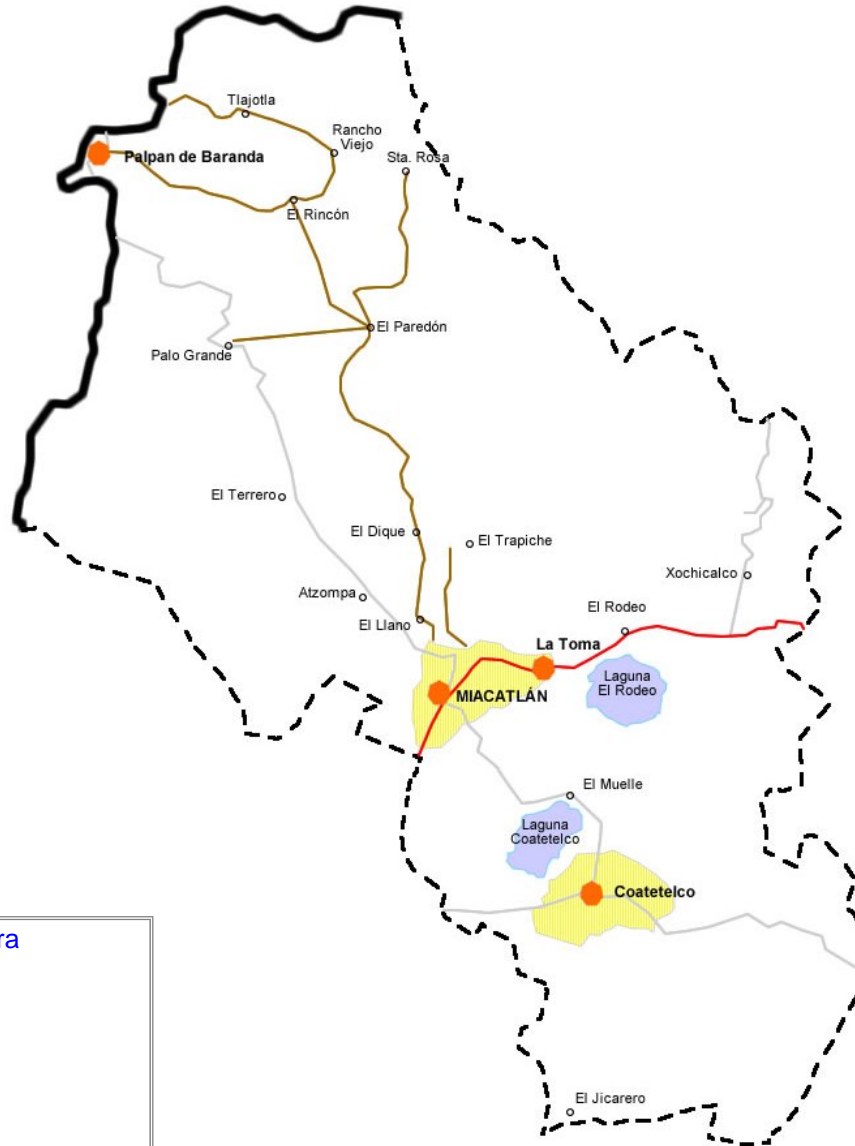 Tlajotla
Rancho
Viejo
Palpan de Baranda
Sta. Rosa
El Rincón
El Paredón
Palo Grande
El Terrero
El Dique
El Trapiche
Xochicalco
Atzompa
El Rodeo
El Llano
La Toma
Laguna
El Rodeo
MIACATLÁN
El Muelle
Laguna
Coatetelco
Coatetelco
ra
El Jicarero